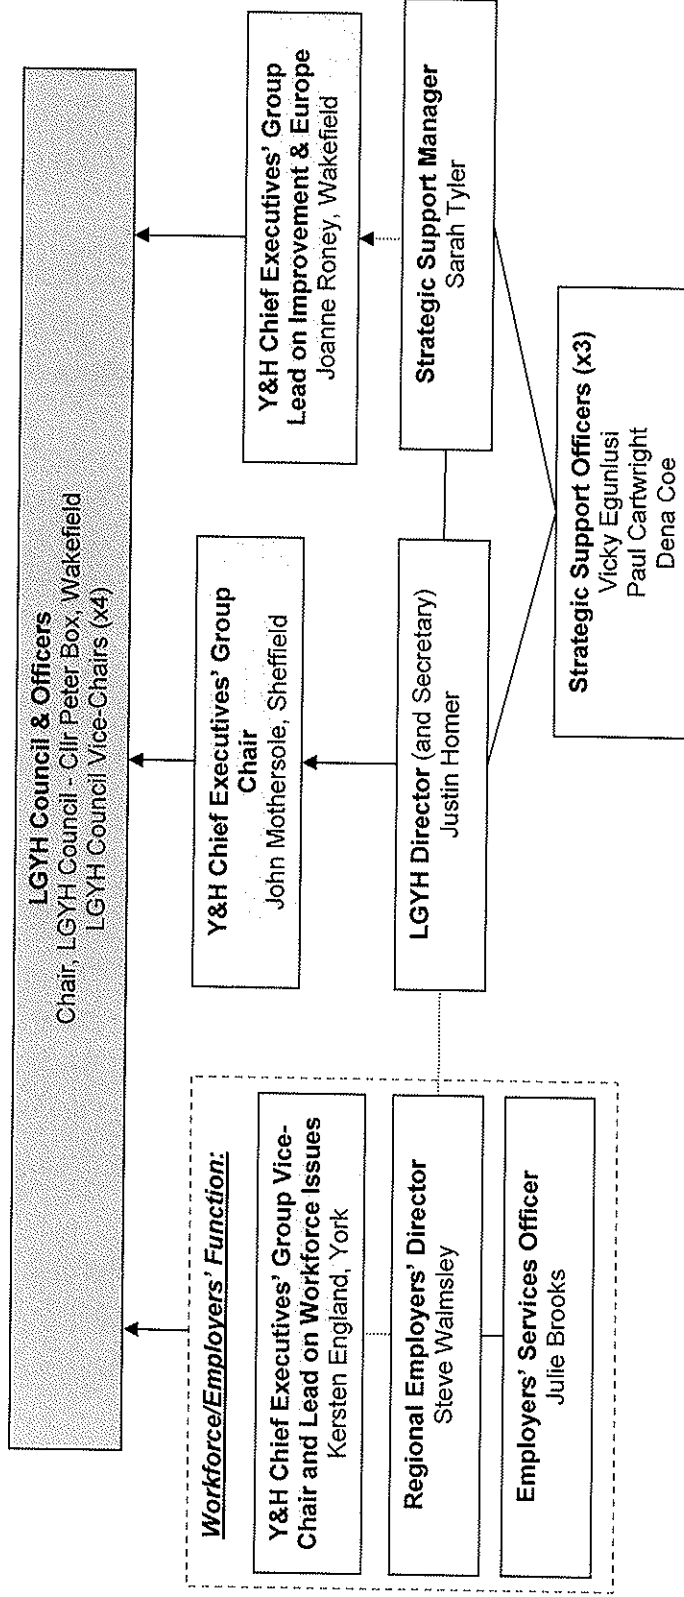 LGYH Council & Officers
Chair, LGYH Council - Cllr Peter Box, Wakefield
LGYH Council Vice-Chairs (x4)
Workforce/Employers' Function:
Y&H Chief Executives' Group Vice-
Chair and Lead on Workforce Issues
Kersten England, York
Regional Employers' Director
Steve Walmsley
Employers' Services Officer
Julie Brooks
Y&H Chief Executives' Group
Chair
John Mothersole, Sheffield
LGYH Director (and Secretary)
Justin Homer
Y&H Chief Executives' Group
Lead on Improvement & Europe
Joanne Roney, Wakefield
Strategic Support Manager
Sarah Tyler
Strategic Support Officers (x3)
Vicky Egunlusi
Paul Cartwright
Dena Coe